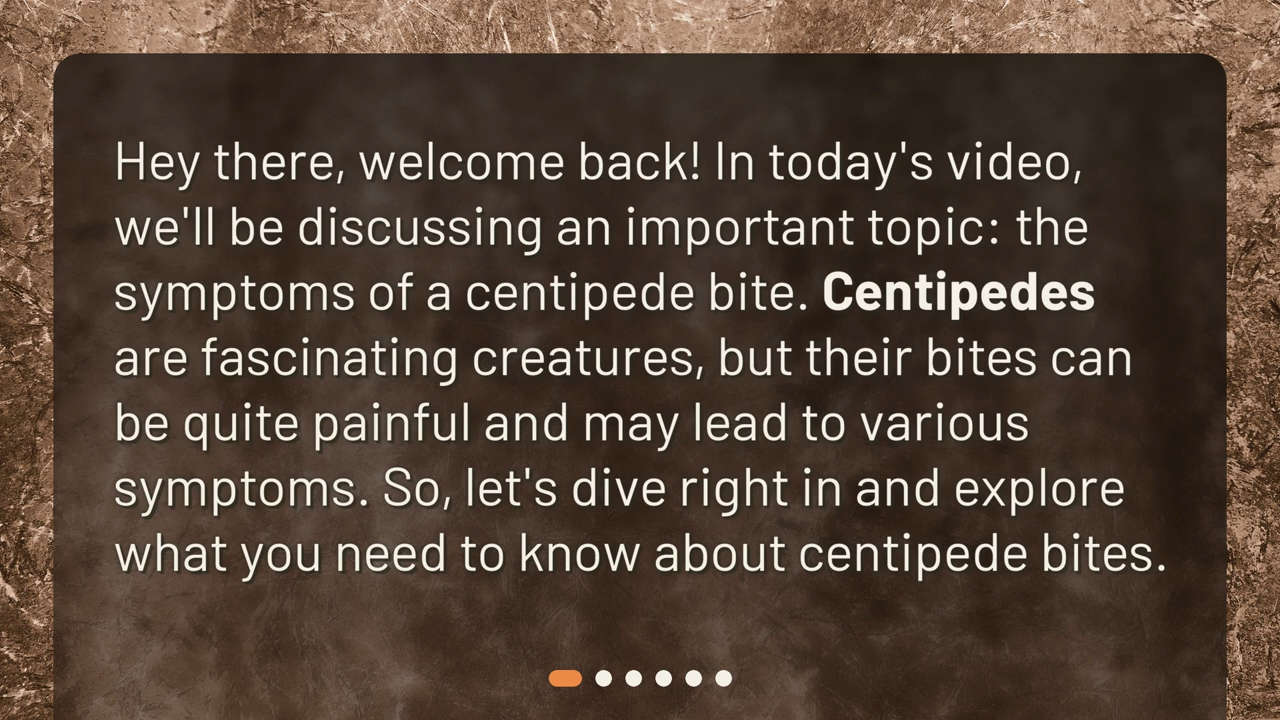 Hey there, welcome back! In today's video,
we'll be discussing an important topic: the
symptoms of a centipede bite. Centipedes
are fascinating creatures, but their bites can
be quite painful and may lead to various
symptoms. So, let's dive right in and explore
what you need to know about centipede bites.